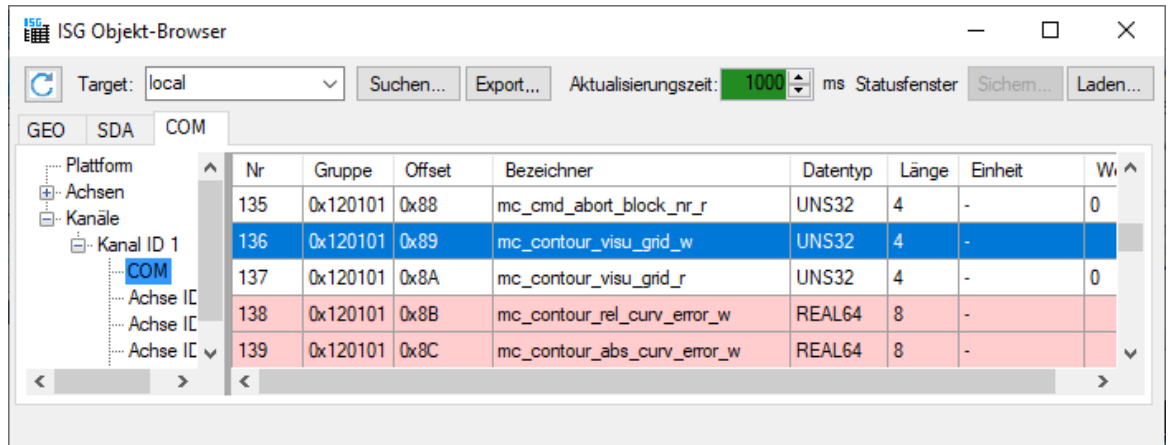 ISG ISG Objekt-Browser
Target: local Suchen... Export,,, Aktualisierungszeit: 1000 ms Statusfenster Sichern... Laden...
GEO SDA COM
Plattform
Achsen
Kanäle
Kanal ID 1
COM
Achse ID
Achse ID
Achse ID
Nr Gruppe Offset Bezeichner Datentyp Länge Einheit
135 0x120101 0x88 mc_cmd_abort_block_nr_r UNS32 4 - 0
136 0x120101 0x89 mc_contour_visu_grid_w UNS32 4 -
137 0x120101 0x8A mc_contour_visu_grid_r UNS32 4 - 0
138 0x120101 0x8B mc_contour_rel_curv_error_w REAL64 8 -
139 0x120101 0x8C mc_contour_abs_curv_error_w REAL64 8 -